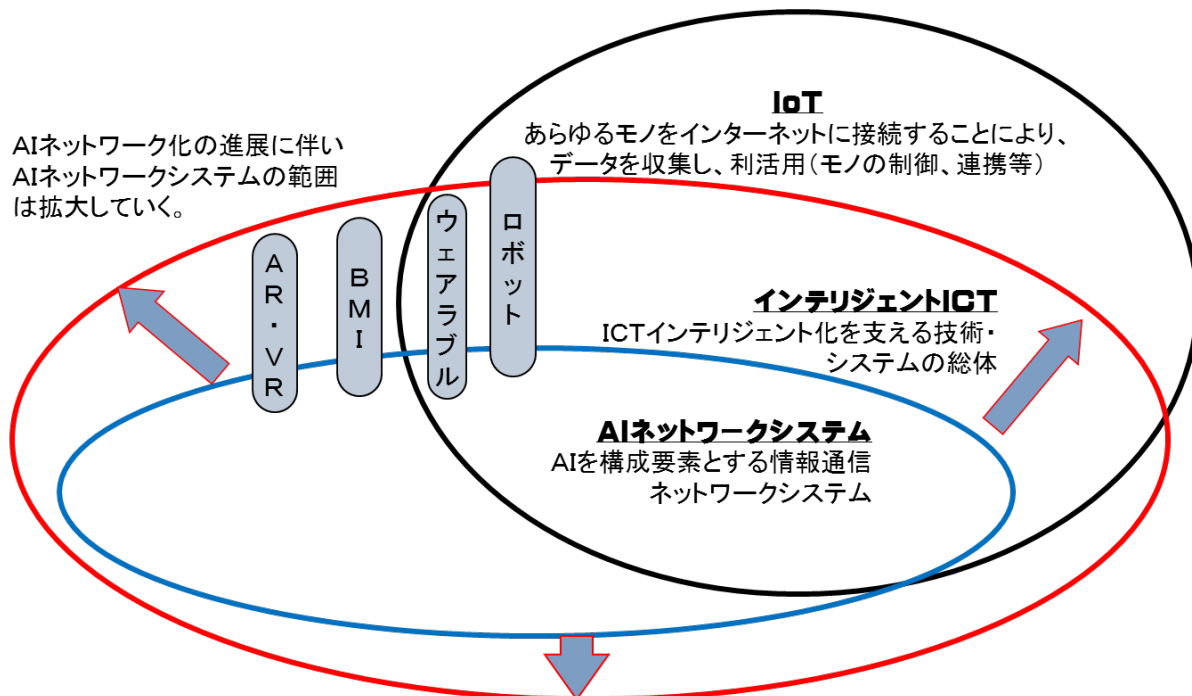 IoT
あらゆるモノをインターネットに接続することにより、
データを収集し、利活用（モノの制御、連携等）
AIネットワーク化の進展に伴い
AIネットワークシステムの範囲
は拡大していく。
AR・VR
BMI
ウェアラブル
ロボット
インテリジェントICT
ICTインテリジェント化を支える技術・
システムの総体
AIネットワークシステム
AIを構成要素とする情報通信
ネットワークシステム